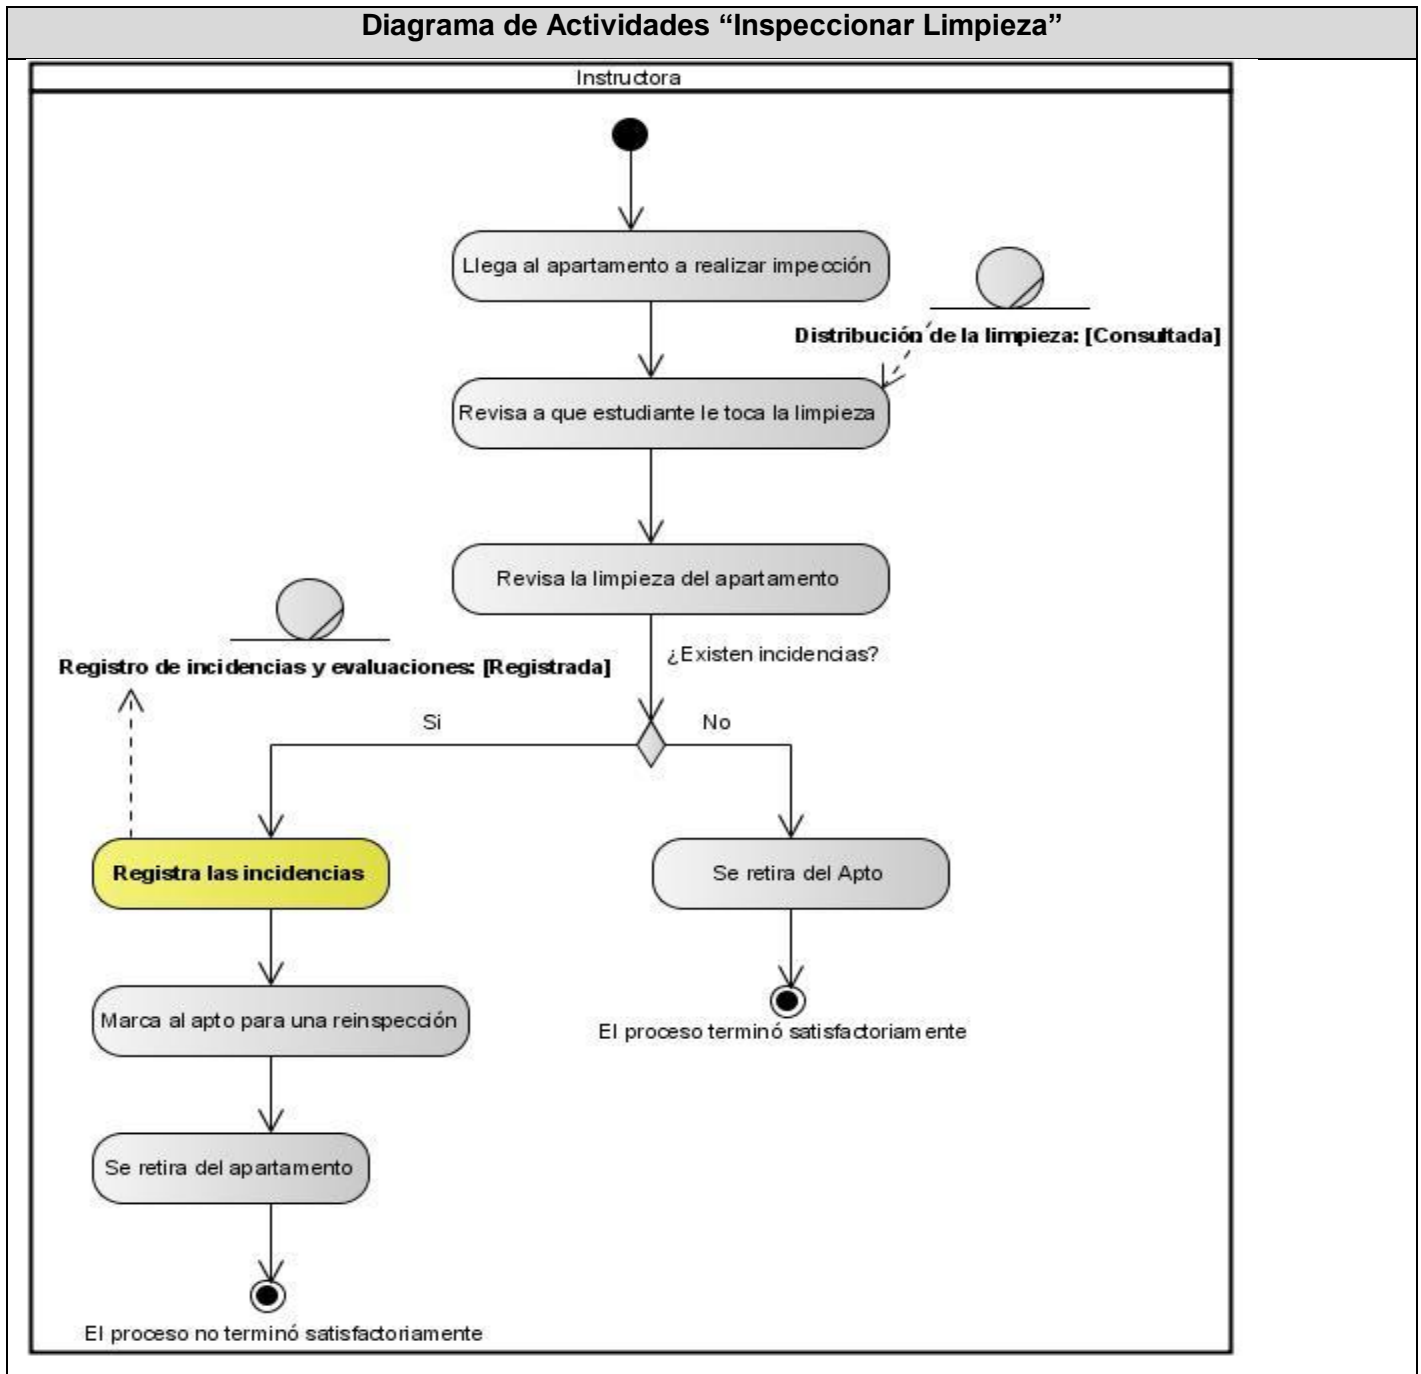 Diagrama de Actividades “Inspeccionar Limpieza”
Instructora
Llega al apartamento a realizar impección
Distribución de la limpieza: [Consultada]
Revisa a que estudiante le toca la limpieza
Revisa la limpieza del apartamento
¿Existen incidencias?
Registro de incidencias y evaluaciones: [Registrada]
Si
No
Registra las incidencias
Se retira del Apto
Marca al apto para una reinspección
El proceso terminó satisfactoriamente
Se retira del apartamento
El proceso no terminó satisfactoriamente